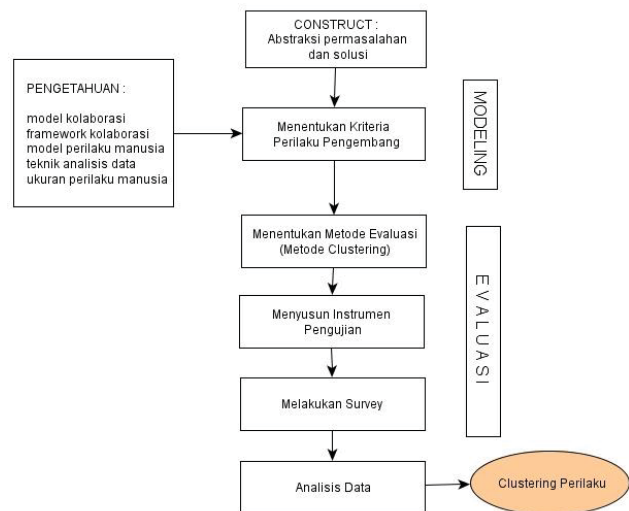 CONSTRUCT :
Abstraksi permasalahan
dan solusi
PENGETAHUAN :
model kolaborasi
framework kolaborasi
model perilaku manusia
teknik analisis data
ukuran perilaku manusia
Menentukan Kriteria
Perilaku Pengembang
MODELING
Menentukan Metode Evaluasi
(Metode Clustering)
Menyusun Instrumen
Pengujian
Melakukan Survey
EVALUASI
Analisis Data
Clustering Perilaku